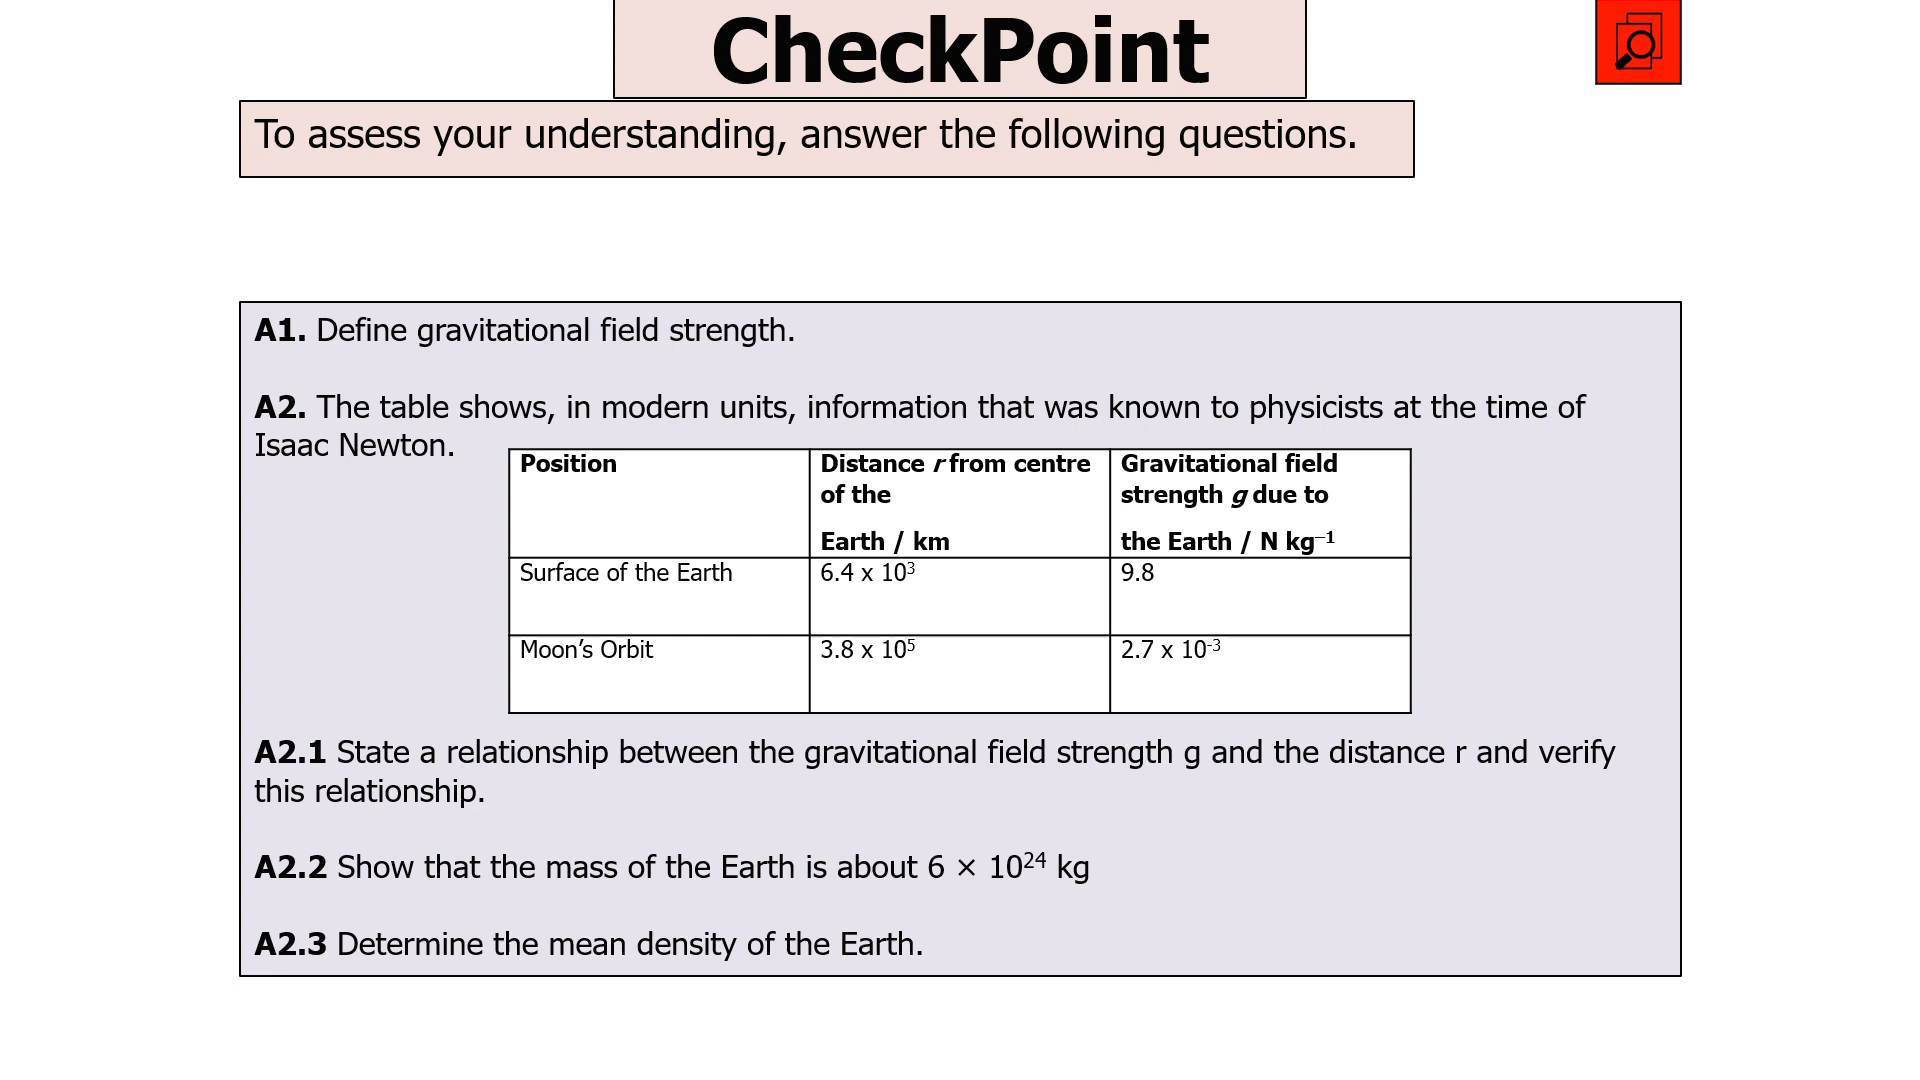 CheckPoint
To assess your understanding, answer the following questions.
A1. Define gravitational field strength.
A2. The table shows, in modern units, information that was known to physicists at the time of
Isaac Newton.
Position
Distance r from centre
of the
Earth / km
Gravitational field
strength g due to
the Earth / N kg⁻¹
Surface of the Earth
6.4 x 10³
9.8
Moon’s Orbit
3.8 x 10⁵
2.7 x 10⁻³
A2.1 State a relationship between the gravitational field strength g and the distance r and verify
this relationship.
A2.2 Show that the mass of the Earth is about 6 × 10²⁴ kg
A2.3 Determine the mean density of the Earth.